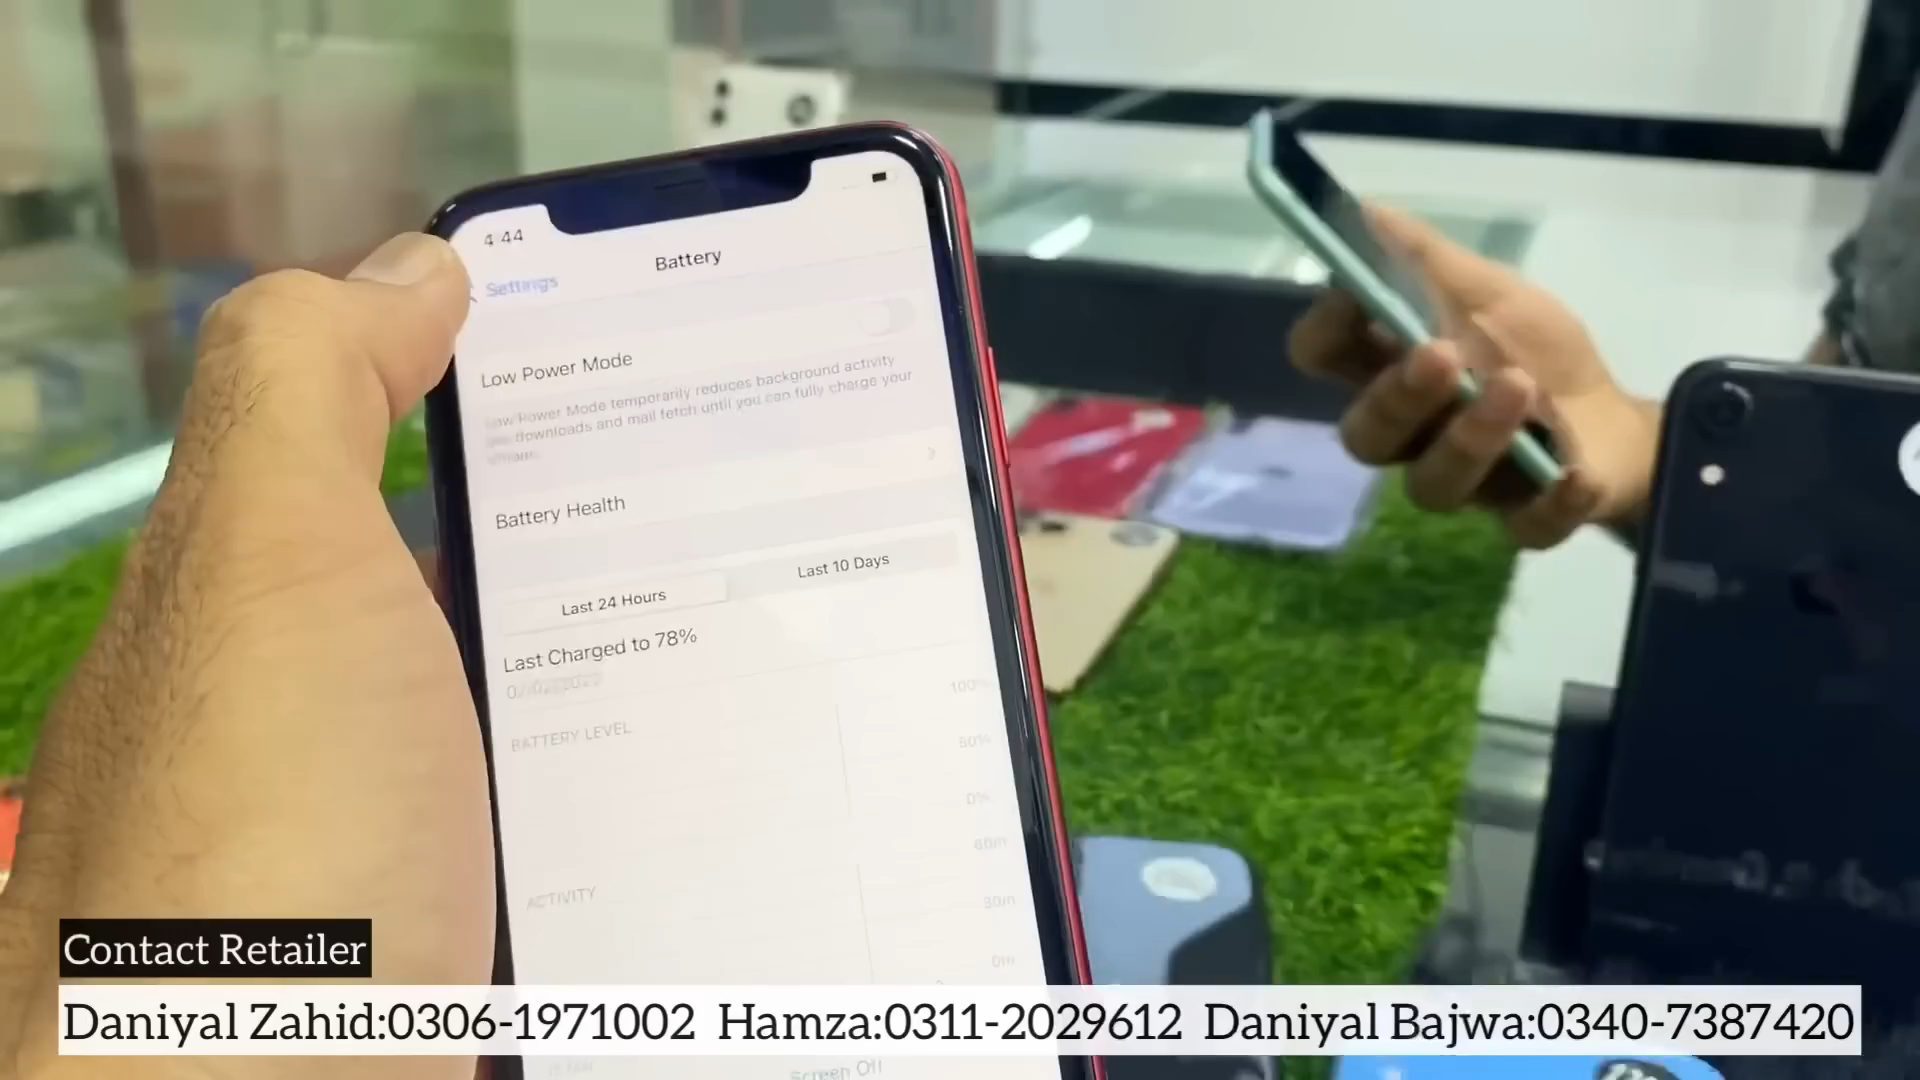 4:44
Settings
Battery
Low Power Mode
Low Power Mode temporarily reduces background activity
downloads and mail fetch until you can fully charge your
Battery Health
Last 24 Hours
Last 10 Days
Last Charged to 78%
BATTERY LEVEL
100%
50%
0%
60m
ACTIVITY
30m
0m
Contact Retailer
Daniyal Zahid:0306-1971002 Hamza:0311-2029612 Daniyal Bajwa:0340-7387420
Screen Off